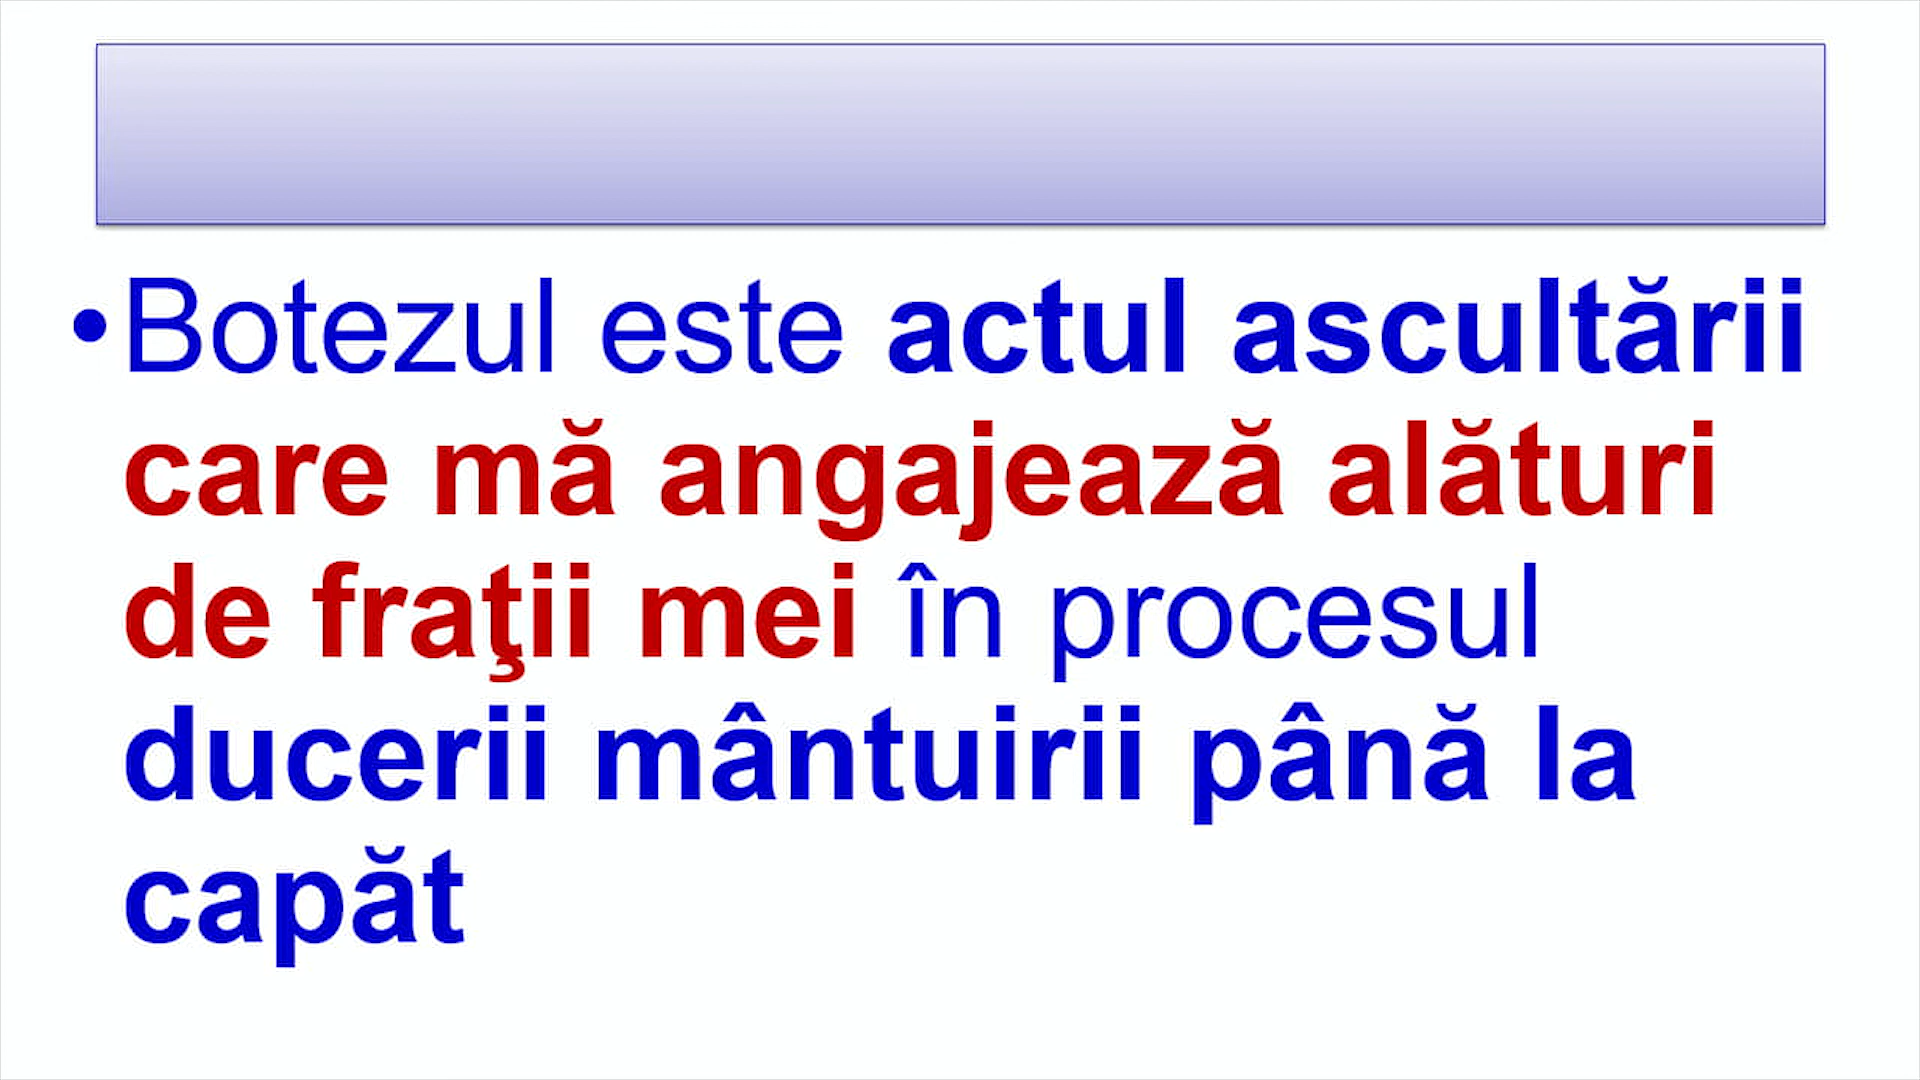 •Botezul este actul ascultării
care mă angajează alături
de fraţii mei în procesul
ducerii mântuirii până la
capăt